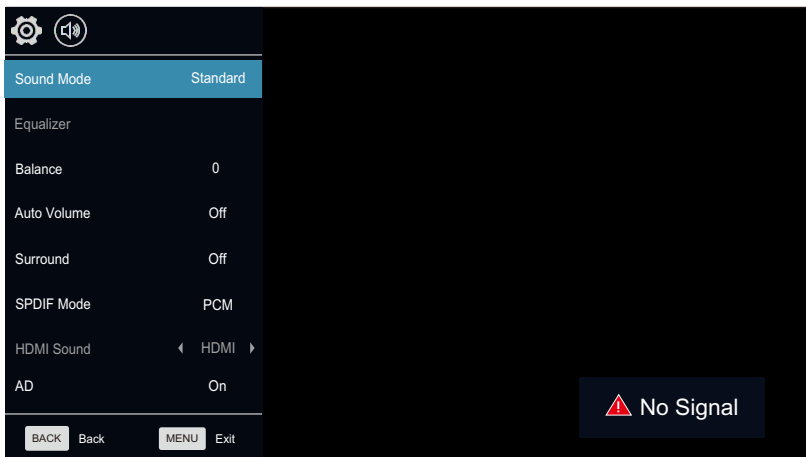 Sound Mode Standard
Equalizer
Balance 0
Auto Volume Off
Surround Off
SPDIF Mode PCM
HDMI Sound HDMI
AD On
No Signal
BACK Back MENU Exit